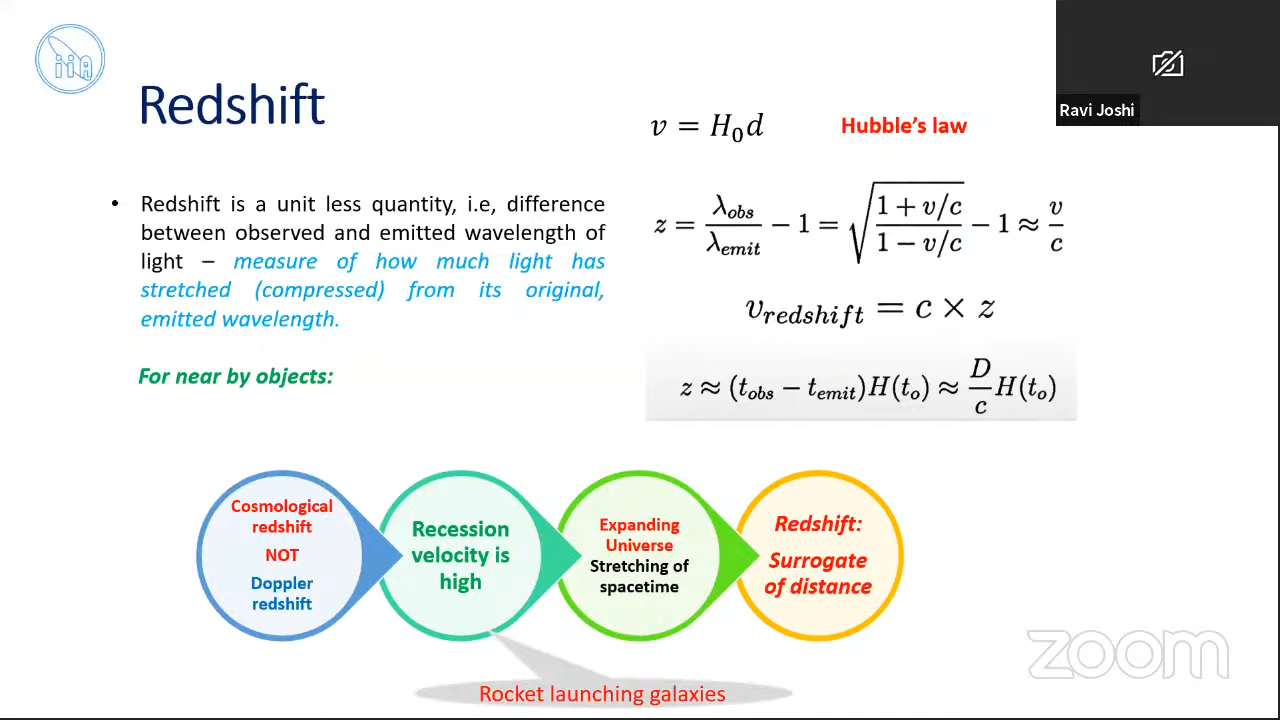 iiA
Redshift
Ravi Joshi
v = H₀d
Hubble's law
• Redshift is a unit less quantity, i.e, difference
between observed and emitted wavelength of
light – measure of how much light has
stretched (compressed) from its original,
emitted wavelength.
z = λobs/λemit − 1 = √((1 + v/c)/(1 − v/c)) − 1 ≈ v/c
vredshift = c × z
For near by objects:
z ≈ (tobs − temit)H(to) ≈ D/c H(to)
Cosmological
redshift
NOT
Doppler
redshift
Recession
velocity is
high
Expanding
Universe
Stretching of
spacetime
Redshift:
Surrogate
of distance
Rocket launching galaxies
zoom